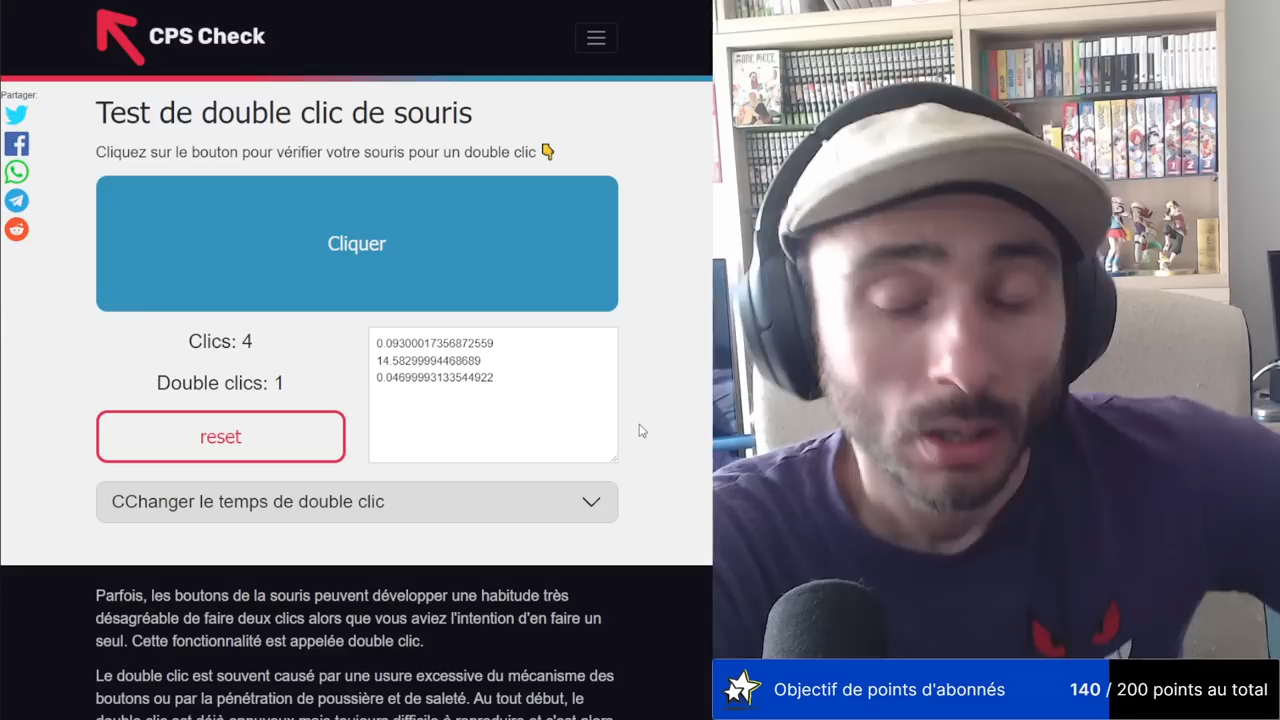 CPS Check
Partager:
Test de double clic de souris
Cliquez sur le bouton pour vérifier votre souris pour un double clic 👇
Cliquer
Clics: 4
Double clics: 1
reset
0.09300017356872559
14.58299994468689
0.04699993133544922
CChanger le temps de double clic
Parfois, les boutons de la souris peuvent développer une habitude très
désagréable de faire deux clics alors que vous aviez l'intention d'en faire un
seul. Cette fonctionnalité est appelée double clic.
Le double clic est souvent causé par une usure excessive du mécanisme des
boutons ou par la pénétration de poussière et de saleté. Au tout début, le
ONE PIECE
Objectif de points d'abonnés
140 / 200 points au total